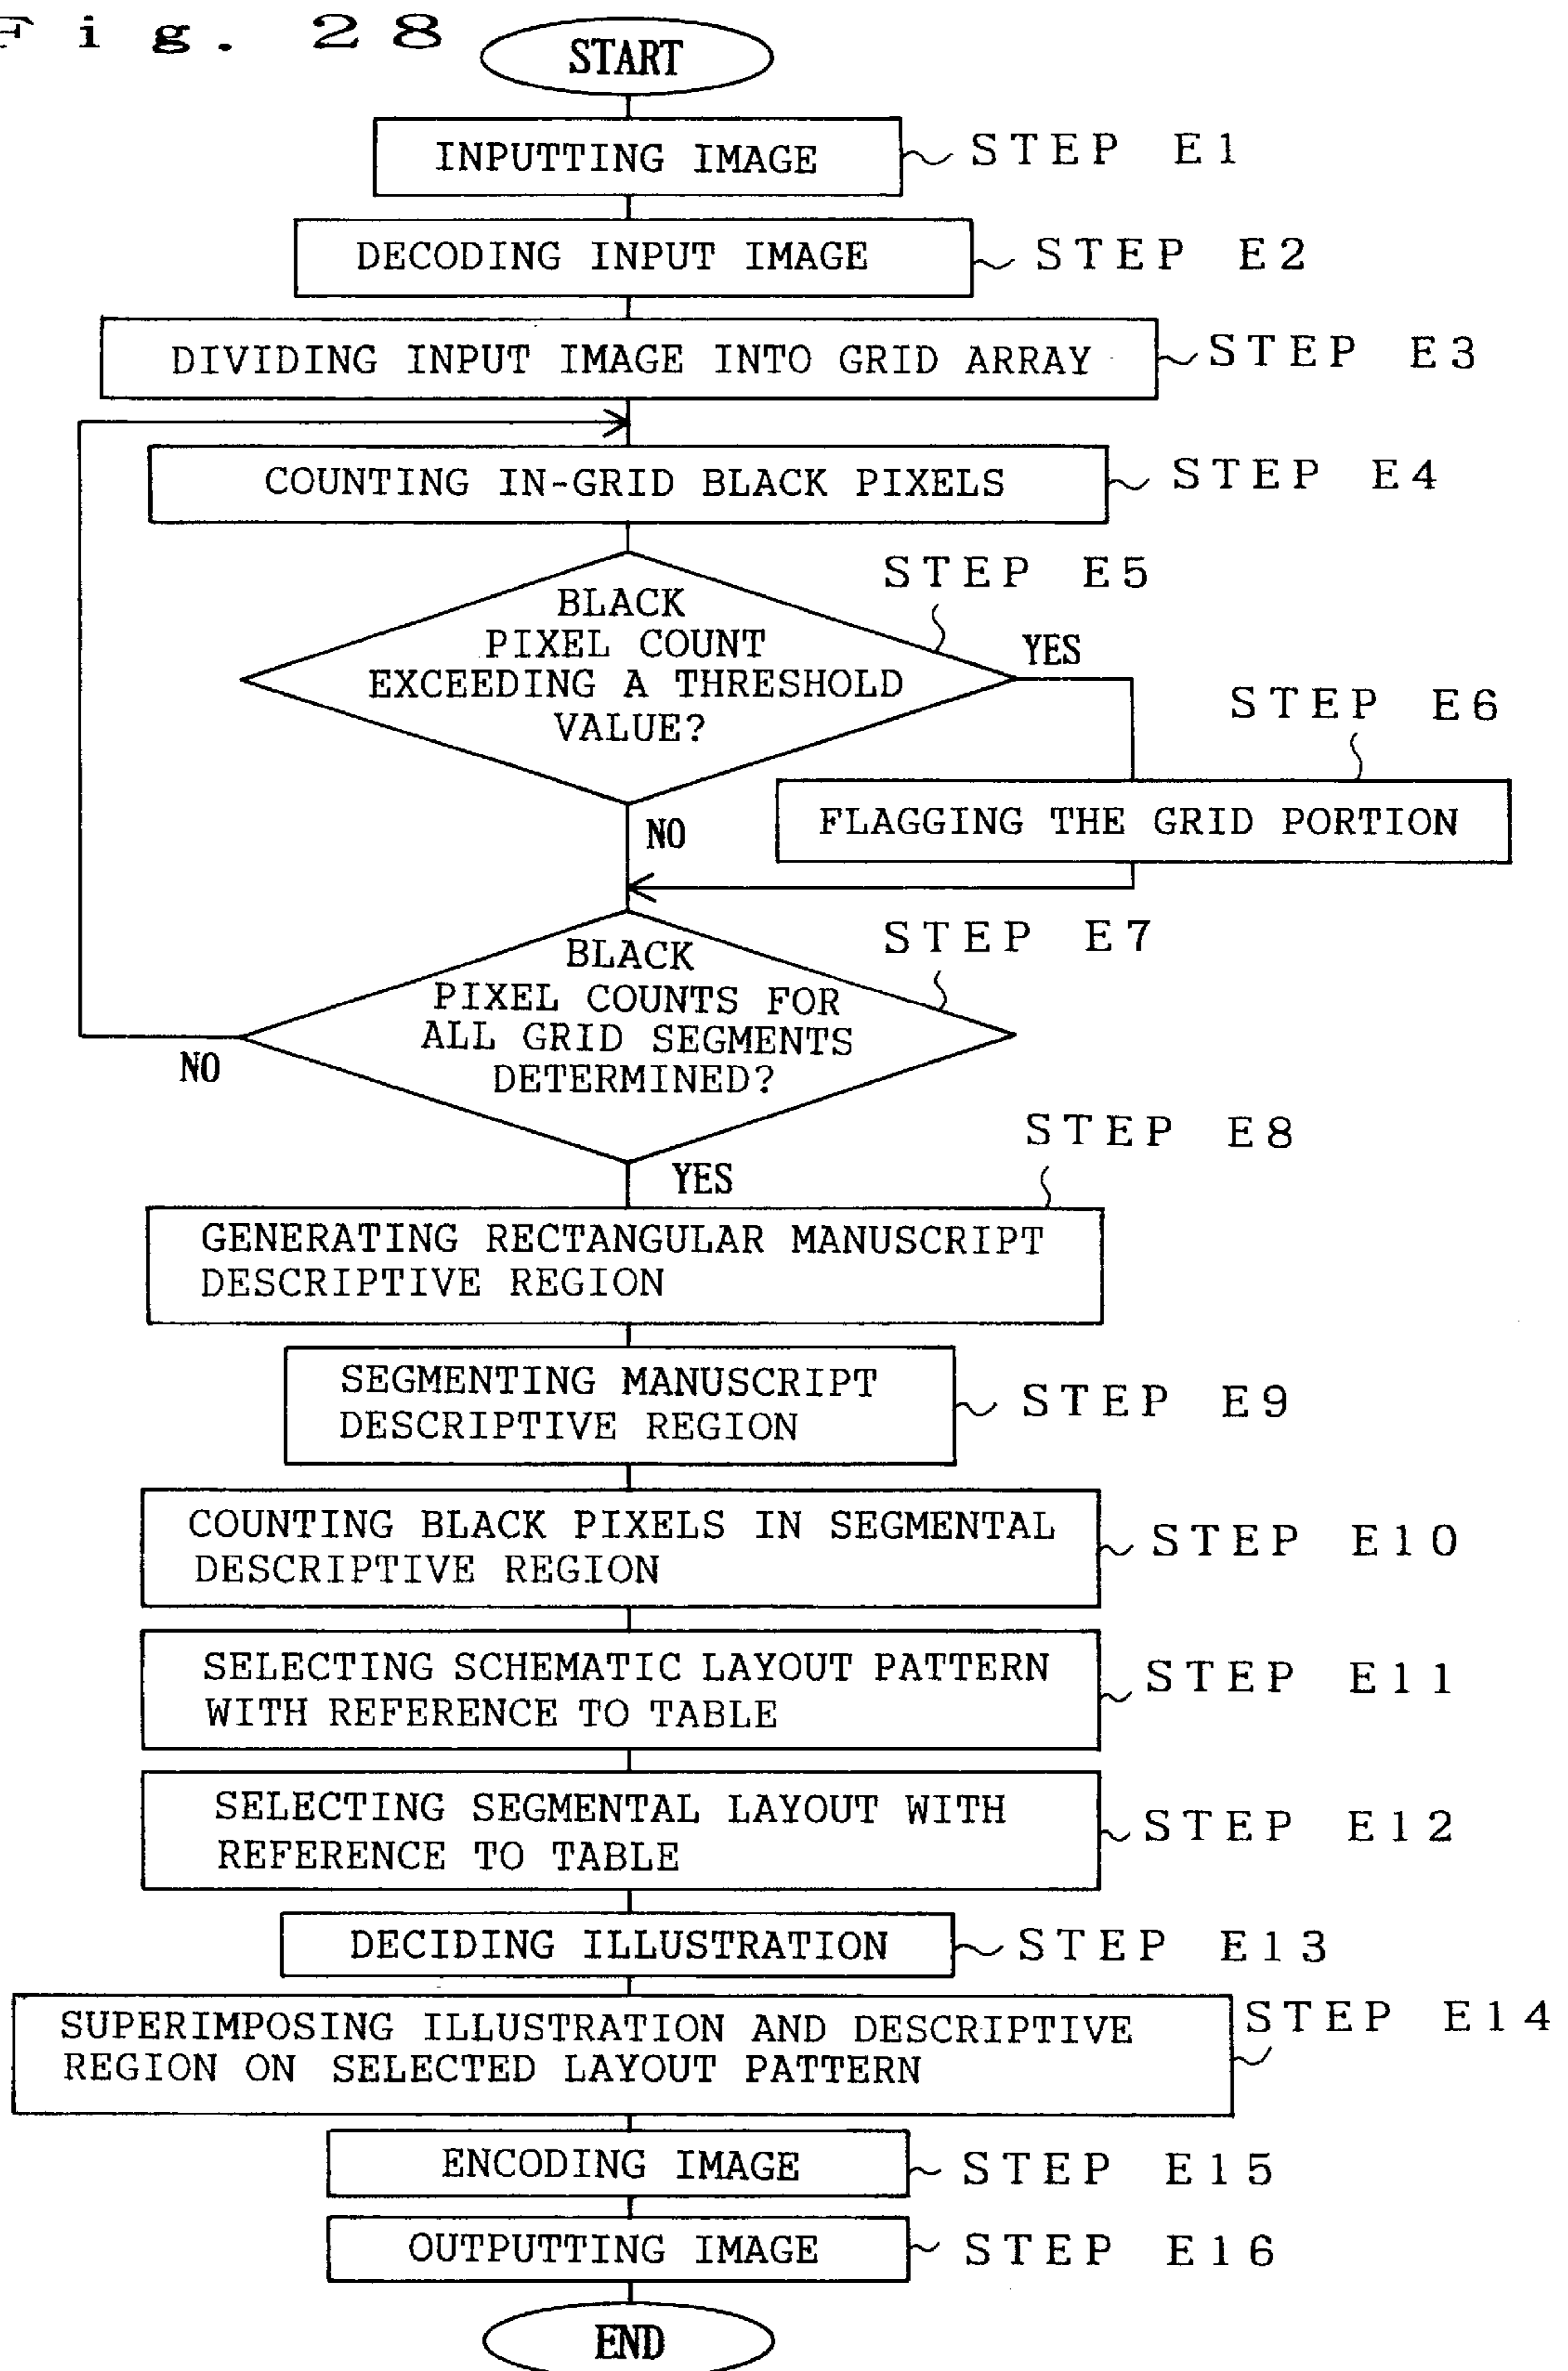 Fig. 28
START
INPUTTING IMAGE
STEP E1
DECODING INPUT IMAGE
STEP E2
DIVIDING INPUT IMAGE INTO GRID ARRAY
STEP E3
COUNTING IN-GRID BLACK PIXELS
STEP E4
STEP E5
BLACK
PIXEL COUNT
EXCEEDING A THRESHOLD
VALUE?
YES
STEP E6
FLAGGING THE GRID PORTION
NO
STEP E7
BLACK
PIXEL COUNTS FOR
ALL GRID SEGMENTS
DETERMINED?
NO
YES
STEP E8
GENERATING RECTANGULAR MANUSCRIPT
DESCRIPTIVE REGION
SEGMENTING MANUSCRIPT
DESCRIPTIVE REGION
STEP E9
COUNTING BLACK PIXELS IN SEGMENTAL
DESCRIPTIVE REGION
STEP E10
SELECTING SCHEMATIC LAYOUT PATTERN
WITH REFERENCE TO TABLE
STEP E11
SELECTING SEGMENTAL LAYOUT WITH
REFERENCE TO TABLE
STEP E12
DECIDING ILLUSTRATION
STEP E13
SUPERIMPOSING ILLUSTRATION AND DESCRIPTIVE
REGION ON SELECTED LAYOUT PATTERN
STEP E14
ENCODING IMAGE
STEP E15
OUTPUTTING IMAGE
STEP E16
END